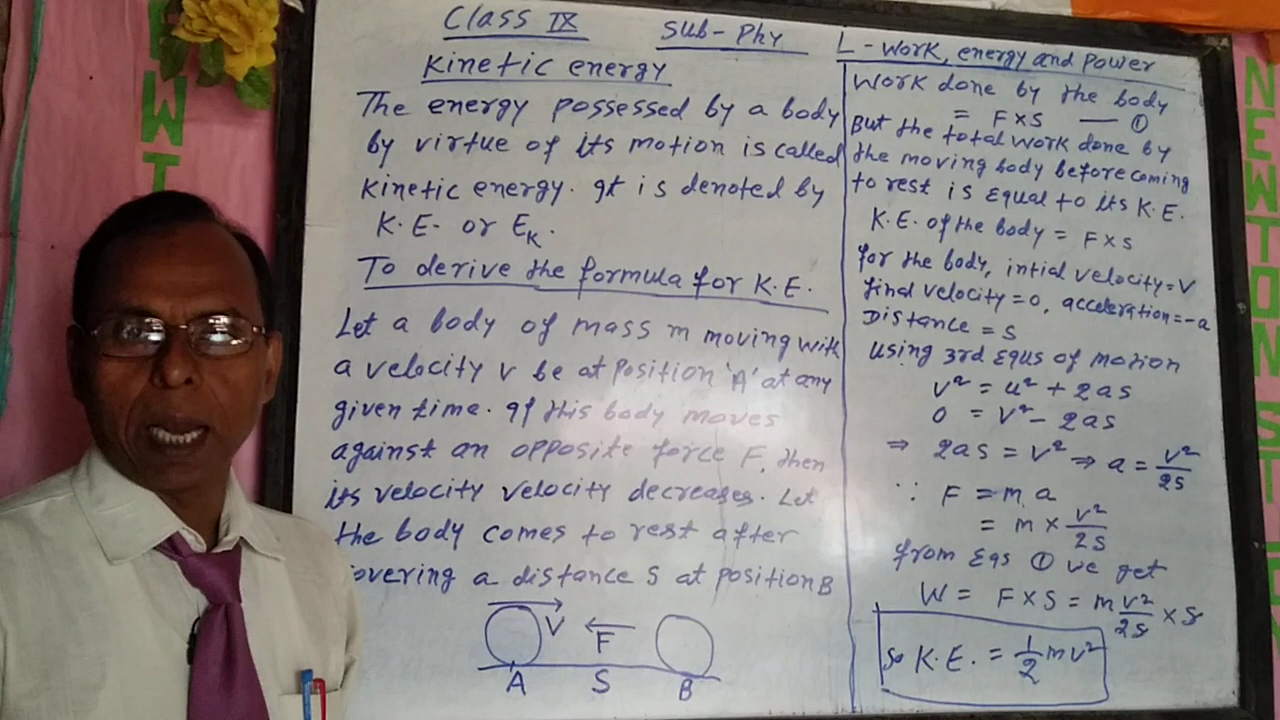 Class IX Sub - Phy L - Work, energy and Power
Kinetic energy
The energy possessed by a body
by virtue of its motion is called
kinetic energy. It is denoted by
K.E. or EK.
To derive the formula for K.E.
Let a body of mass m moving with
a velocity v be at position 'A' at any
given time. If this body moves
against an opposite force F, then
its velocity velocity decreases. Let
the body comes to rest after
covering a distance S at position B
V
F
A S B
Work done by the body
= F×S — ①
But the total work done by
the moving body before coming
to rest is Equal to its K.E.
K.E. of the body = F×S
for the body, intial velocity = V
final velocity = 0, acceleration = -a
Distance = S
Using 3rd Equs of motion
v² = u² + 2as
0 = v² - 2as
⇒ 2as = v² ⇒ a = v²/2s
∵ F = m.a
= m × v²/2s
from Eqs ① we get
W = F×S = m v²/2s × s
So K.E. = 1/2 mv²
NEWTON ST